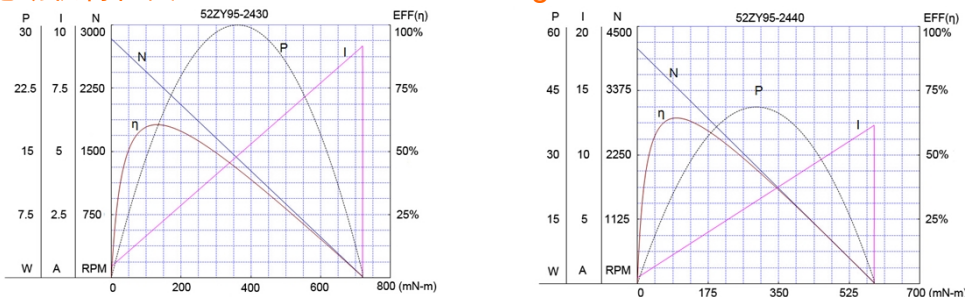 52ZY95-2430
P I N EFF(η)
30 10 3000 100%
N P I
22.5 7.5 2250 75%
η
15 5 1500 50%
7.5 2.5 750 25%
W A RPM
0 200 400 600 800 (mN-m)
52ZY95-2440
P I N EFF(η)
60 20 4500 100%
N
45 15 3375 75%
P
η I
30 10 2250 50%
15 5 1125 25%
W A RPM
0 175 350 525 700 (mN-m)